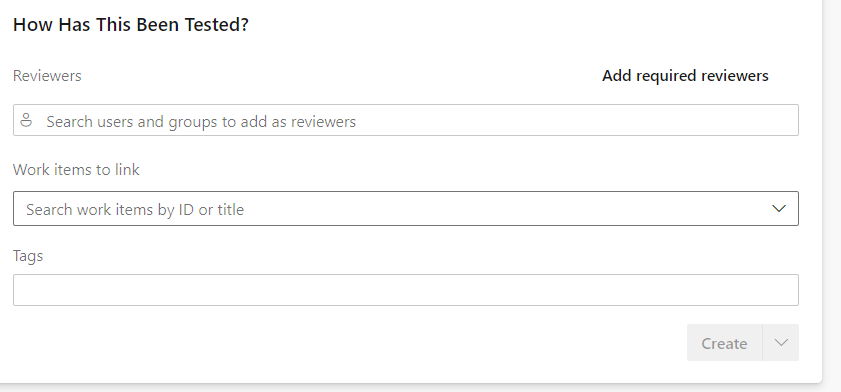 How Has This Been Tested?
Reviewers
Add required reviewers
Search users and groups to add as reviewers
Work items to link
Search work items by ID or title
Tags
Create